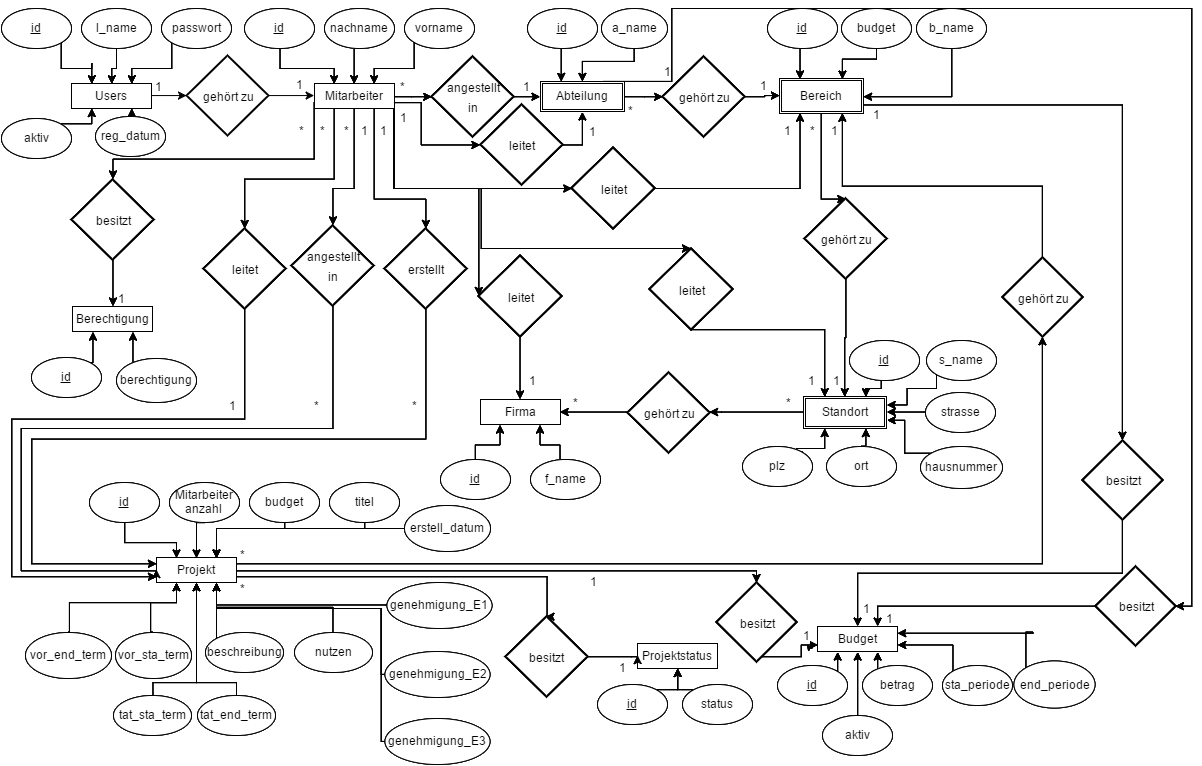 id
l_name
passwort
id
nachname
vorname
id
a_name
id
budget
b_name
Users
1
gehört zu
1
Mitarbeiter
*
angestellt
in
1
Abteilung
1
*
gehört zu
1
Bereich
1
aktiv
reg_datum
*
*
*
1
1
1
leitet
1
leitet
1
*
1
besitzt
leitet
angestellt
in
erstellt
leitet
leitet
gehört zu
gehört zu
1
Berechtigung
id
berechtigung
1
*
*
1
Firma
*
gehört zu
*
1
1
Standort
id
s_name
strasse
hausnummer
id
f_name
plz
ort
besitzt
id
Mitarbeiter
anzahl
budget
titel
erstell_datum
*
Projekt
*
1
genehmigung_E1
vor_end_term
vor_sta_term
beschreibung
nutzen
genehmigung_E2
tat_sta_term
tat_end_term
genehmigung_E3
besitzt
1
Projektstatus
id
status
besitzt
1
1
1
Budget
besitzt
id
betrag
sta_periode
end_periode
aktiv